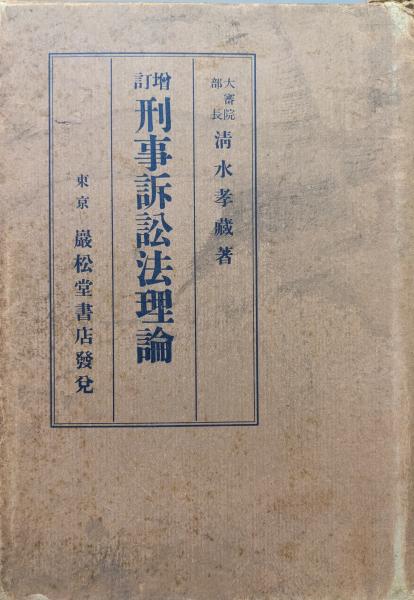 大審院部長 清水孝藏著
增訂 刑事訴訟法理論
東京 巖松堂書店發兌